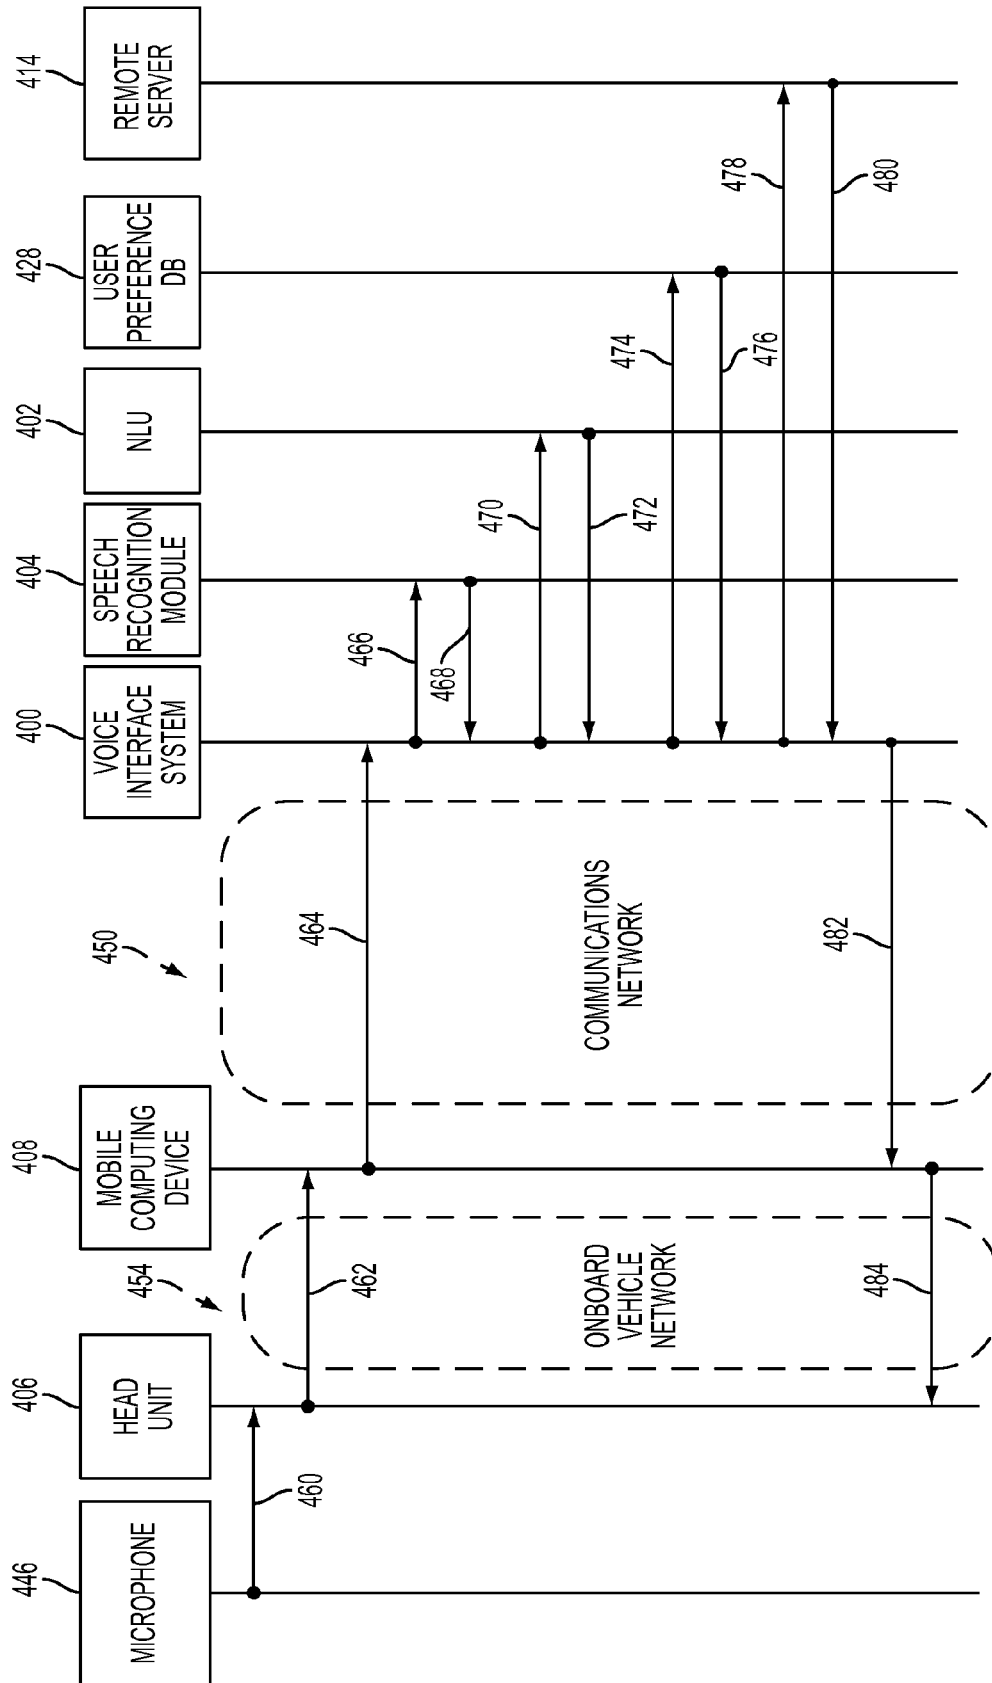 446
MICROPHONE
406
HEAD
UNIT
408
MOBILE
COMPUTING
DEVICE
400
VOICE
INTERFACE
SYSTEM
404
SPEECH
RECOGNITION
MODULE
402
NLU
428
USER
PREFERENCE
DB
414
REMOTE
SERVER
454
450
460
462
464
466
468
470
472
474
476
478
480
ONBOARD
VEHICLE
NETWORK
COMMUNICATIONS
NETWORK
482
484